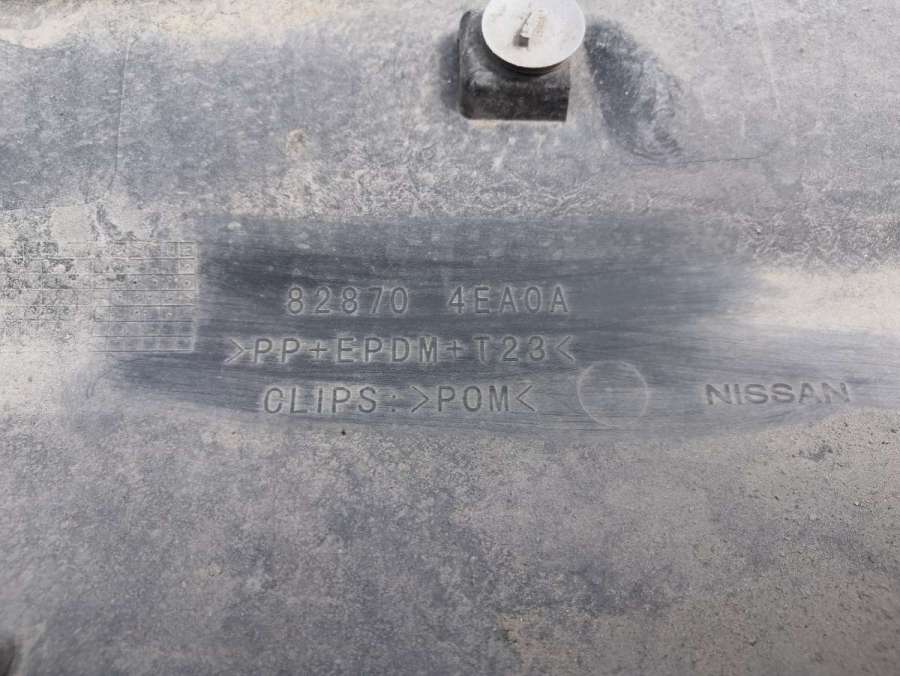 82870 4EA0A
>PP+EPDM+T23<
CLIPS:>POM<
NISSAN